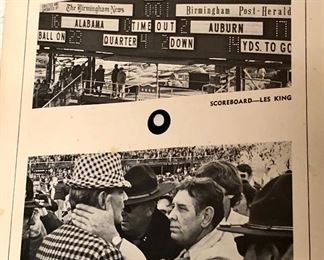 The Birmingham News
Birmingham Post-Herald
ALABAMA
TIME OUT
AUBURN
BALL ON
QUARTER
DOWN
YDS. TO GO
SCOREBOARD—LES KING